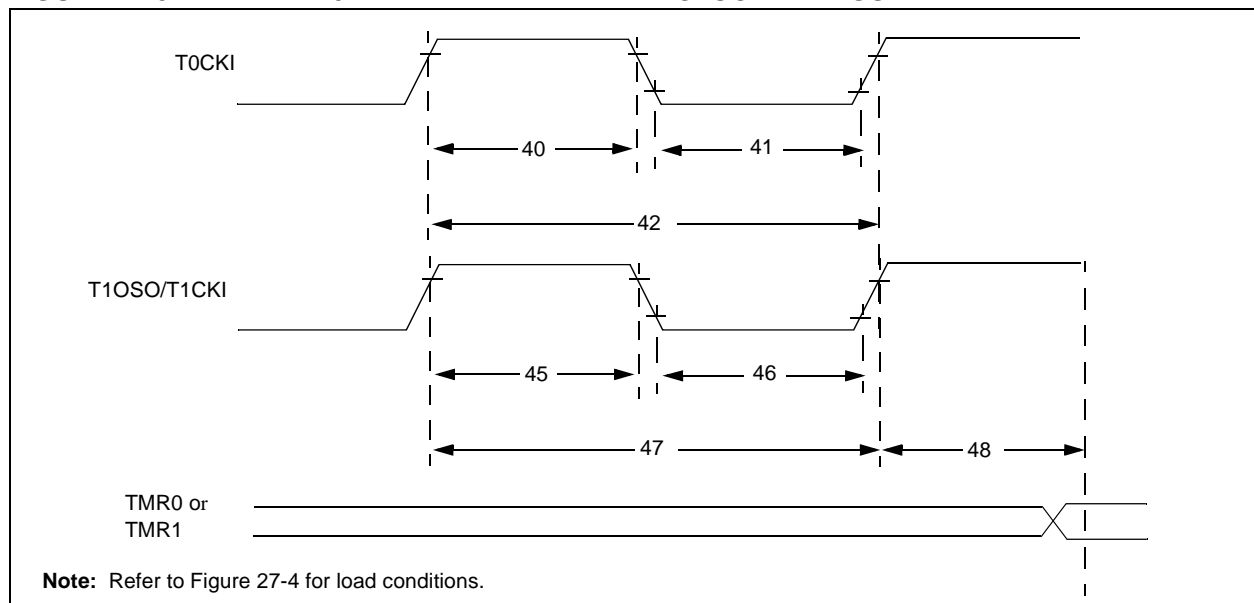 T0CKI
40
41
42
T1OSO/T1CKI
45
46
47
48
TMR0 or
TMR1
Note: Refer to Figure 27-4 for load conditions.